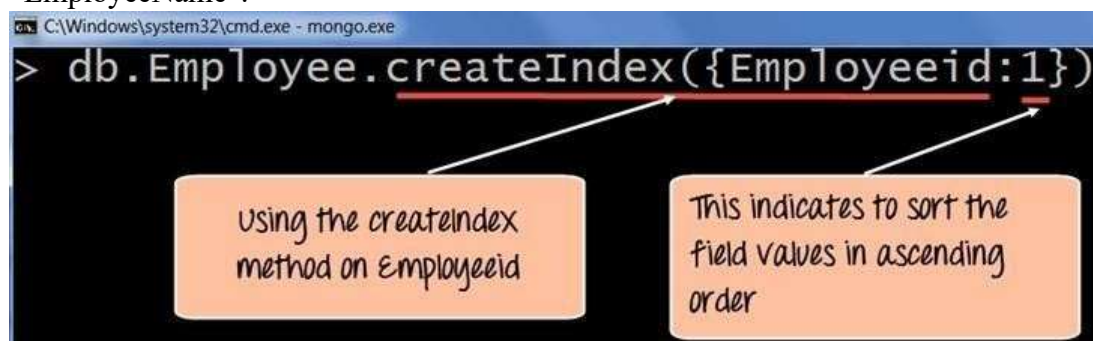 "EmployeeName".
C:\Windows\system32\cmd.exe - mongo.exe
> db.Employee.createIndex({Employeeid:1})
Using the createIndex
method on Employeeid
This indicates to sort the
field values in ascending
order